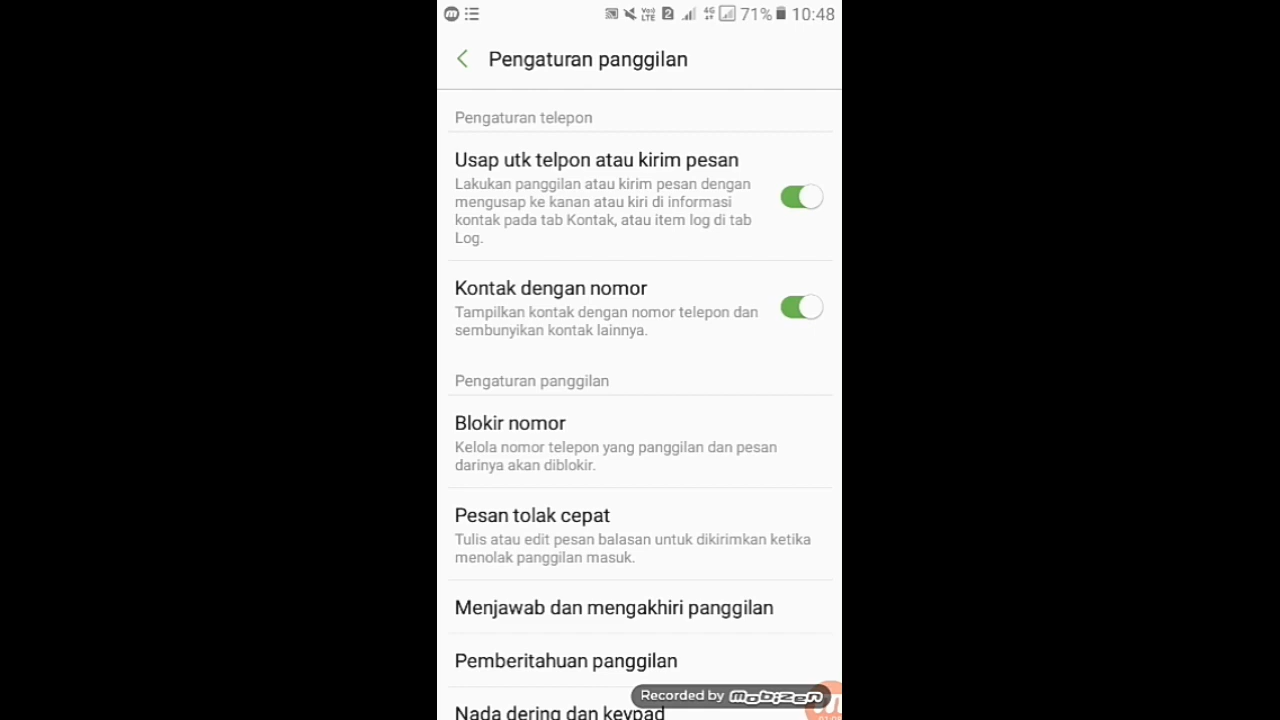 71% 10:48
Pengaturan panggilan
Pengaturan telepon
Usap utk telpon atau kirim pesan
Lakukan panggilan atau kirim pesan dengan
mengusap ke kanan atau kiri di informasi
kontak pada tab Kontak, atau item log di tab
Log.
Kontak dengan nomor
Tampilkan kontak dengan nomor telepon dan
sembunyikan kontak lainnya.
Pengaturan panggilan
Blokir nomor
Kelola nomor telepon yang panggilan dan pesan
darinya akan diblokir.
Pesan tolak cepat
Tulis atau edit pesan balasan untuk dikirimkan ketika
menolak panggilan masuk.
Menjawab dan mengakhiri panggilan
Pemberitahuan panggilan
Recorded by mobizen
Nada dering dan keypad